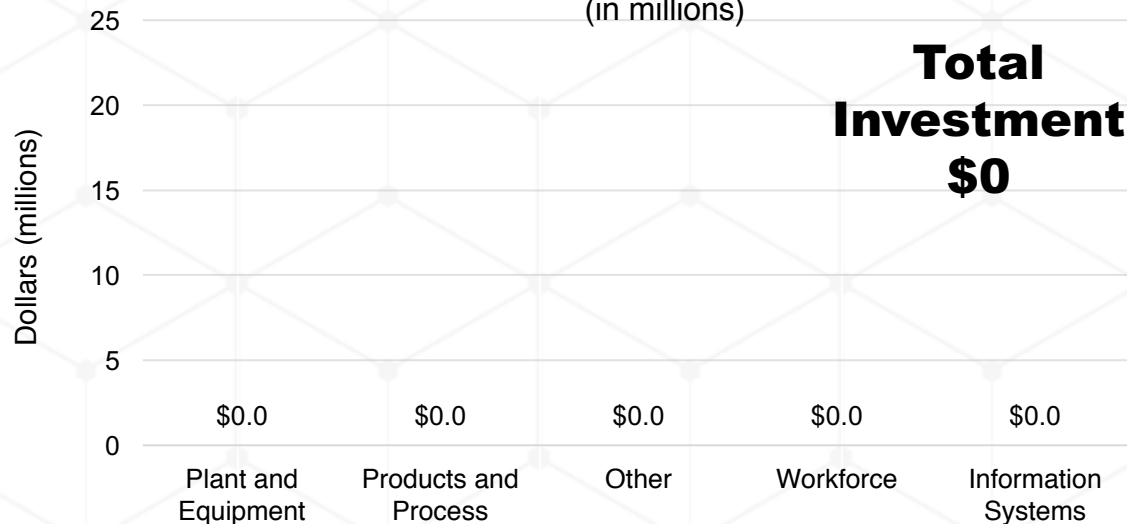 (in millions)
Total
Investment
$0
Dollars (millions)
25
20
15
10
5
0
$0.0 $0.0 $0.0 $0.0 $0.0
Plant and Products and Other Workforce Information
Equipment Process Systems